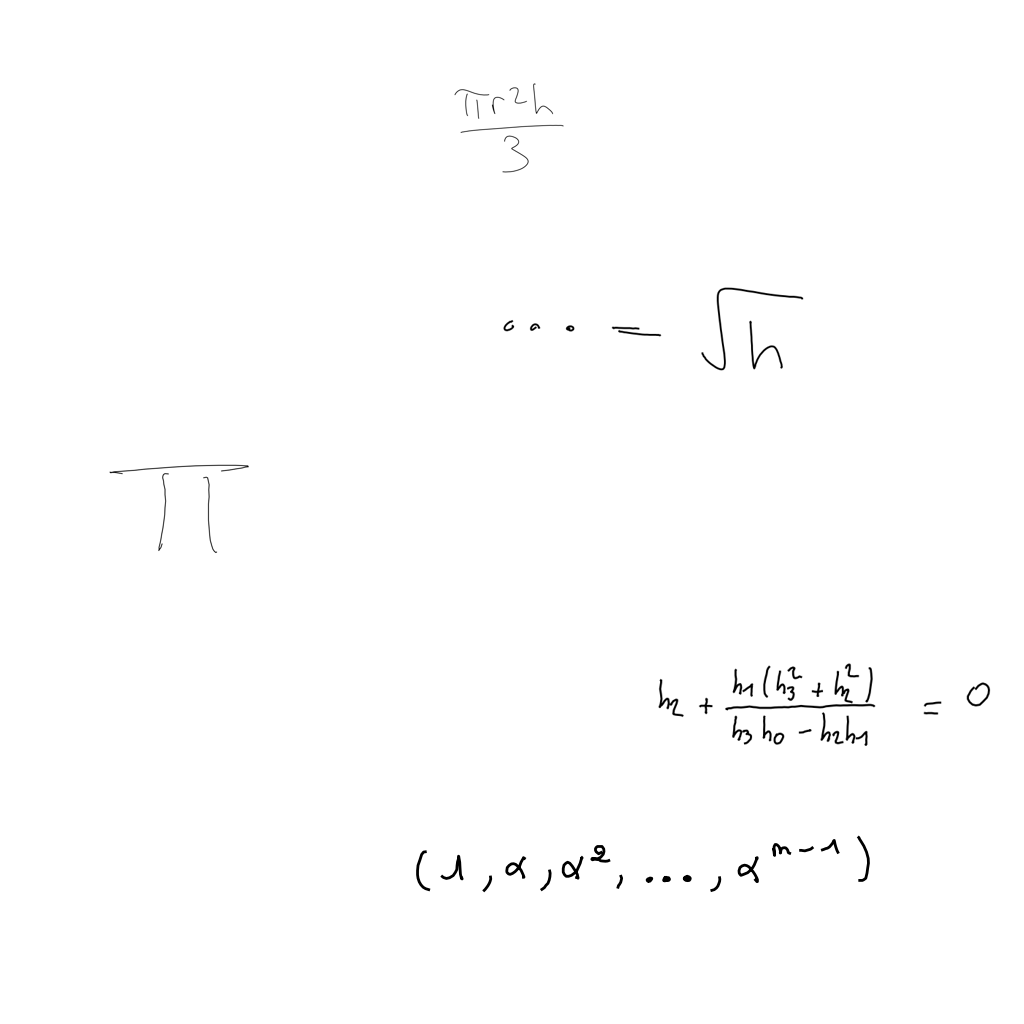 \frac{\pi r^2 h}{3}
\dots = \sqrt{h}
\Pi
h_2 + \frac{h_1(h_3^2 + h_2^2)}{h_3 h_0 - h_2 h_1} = 0
(1, \alpha, \alpha^2, \dots, \alpha^{n-1})